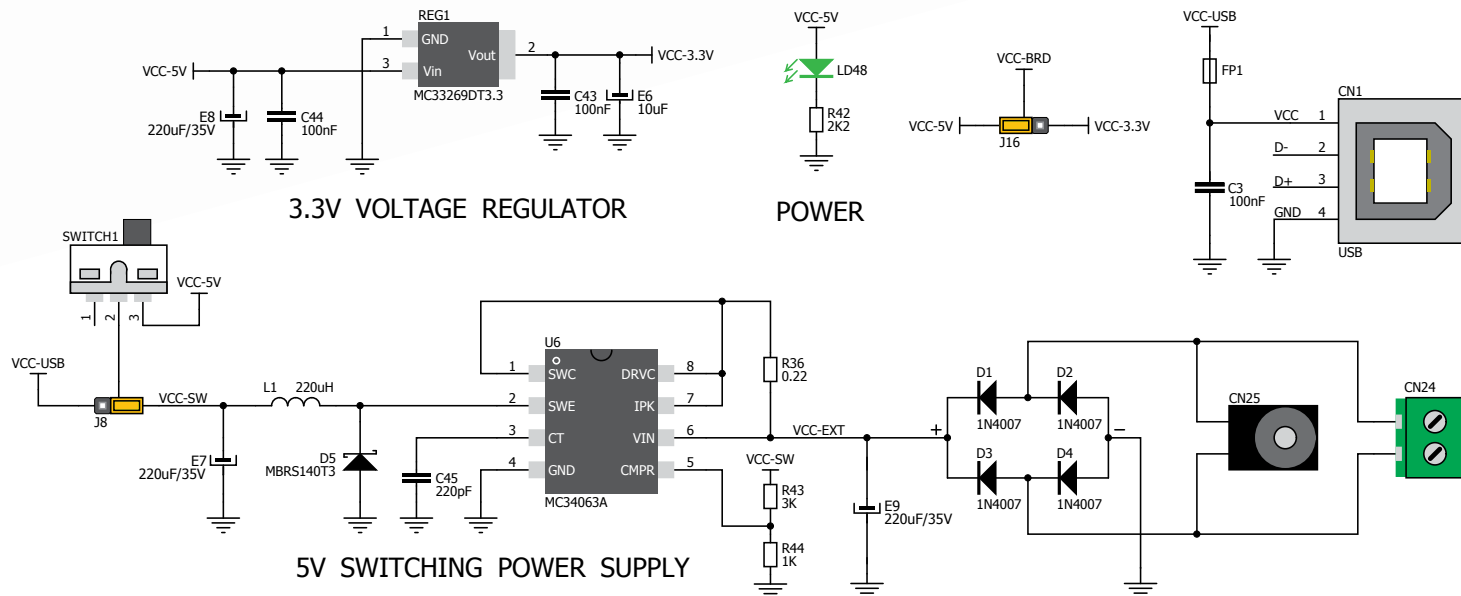 REG1
1
GND
Vout
2
VCC-3.3V
VCC-5V
3
Vin
MC33269DT3.3
E8
220uF/35V
C44
100nF
C43
100nF
E6
10uF
3.3V VOLTAGE REGULATOR
VCC-5V
LD48
R42
2K2
POWER
VCC-BRD
VCC-5V
VCC-3.3V
J16
VCC-USB
FP1
CN1
VCC
1
D-
2
D+
3
GND
4
C3
100nF
USB
SWITCH1
VCC-5V
1
2
3
VCC-USB
J8
VCC-SW
L1
220uH
E7
220uF/35V
D5
MBRS140T3
C45
220pF
U6
1
SWC
DRVC
8
2
SWE
IPK
7
3
CT
VIN
6
4
GND
CMPR
5
MC34063A
R36
0.22
VCC-EXT
VCC-SW
R43
3K
R44
1K
E9
220uF/35V
+
-
D1
1N4007
D2
1N4007
D3
1N4007
D4
1N4007
CN25
CN24
5V SWITCHING POWER SUPPLY